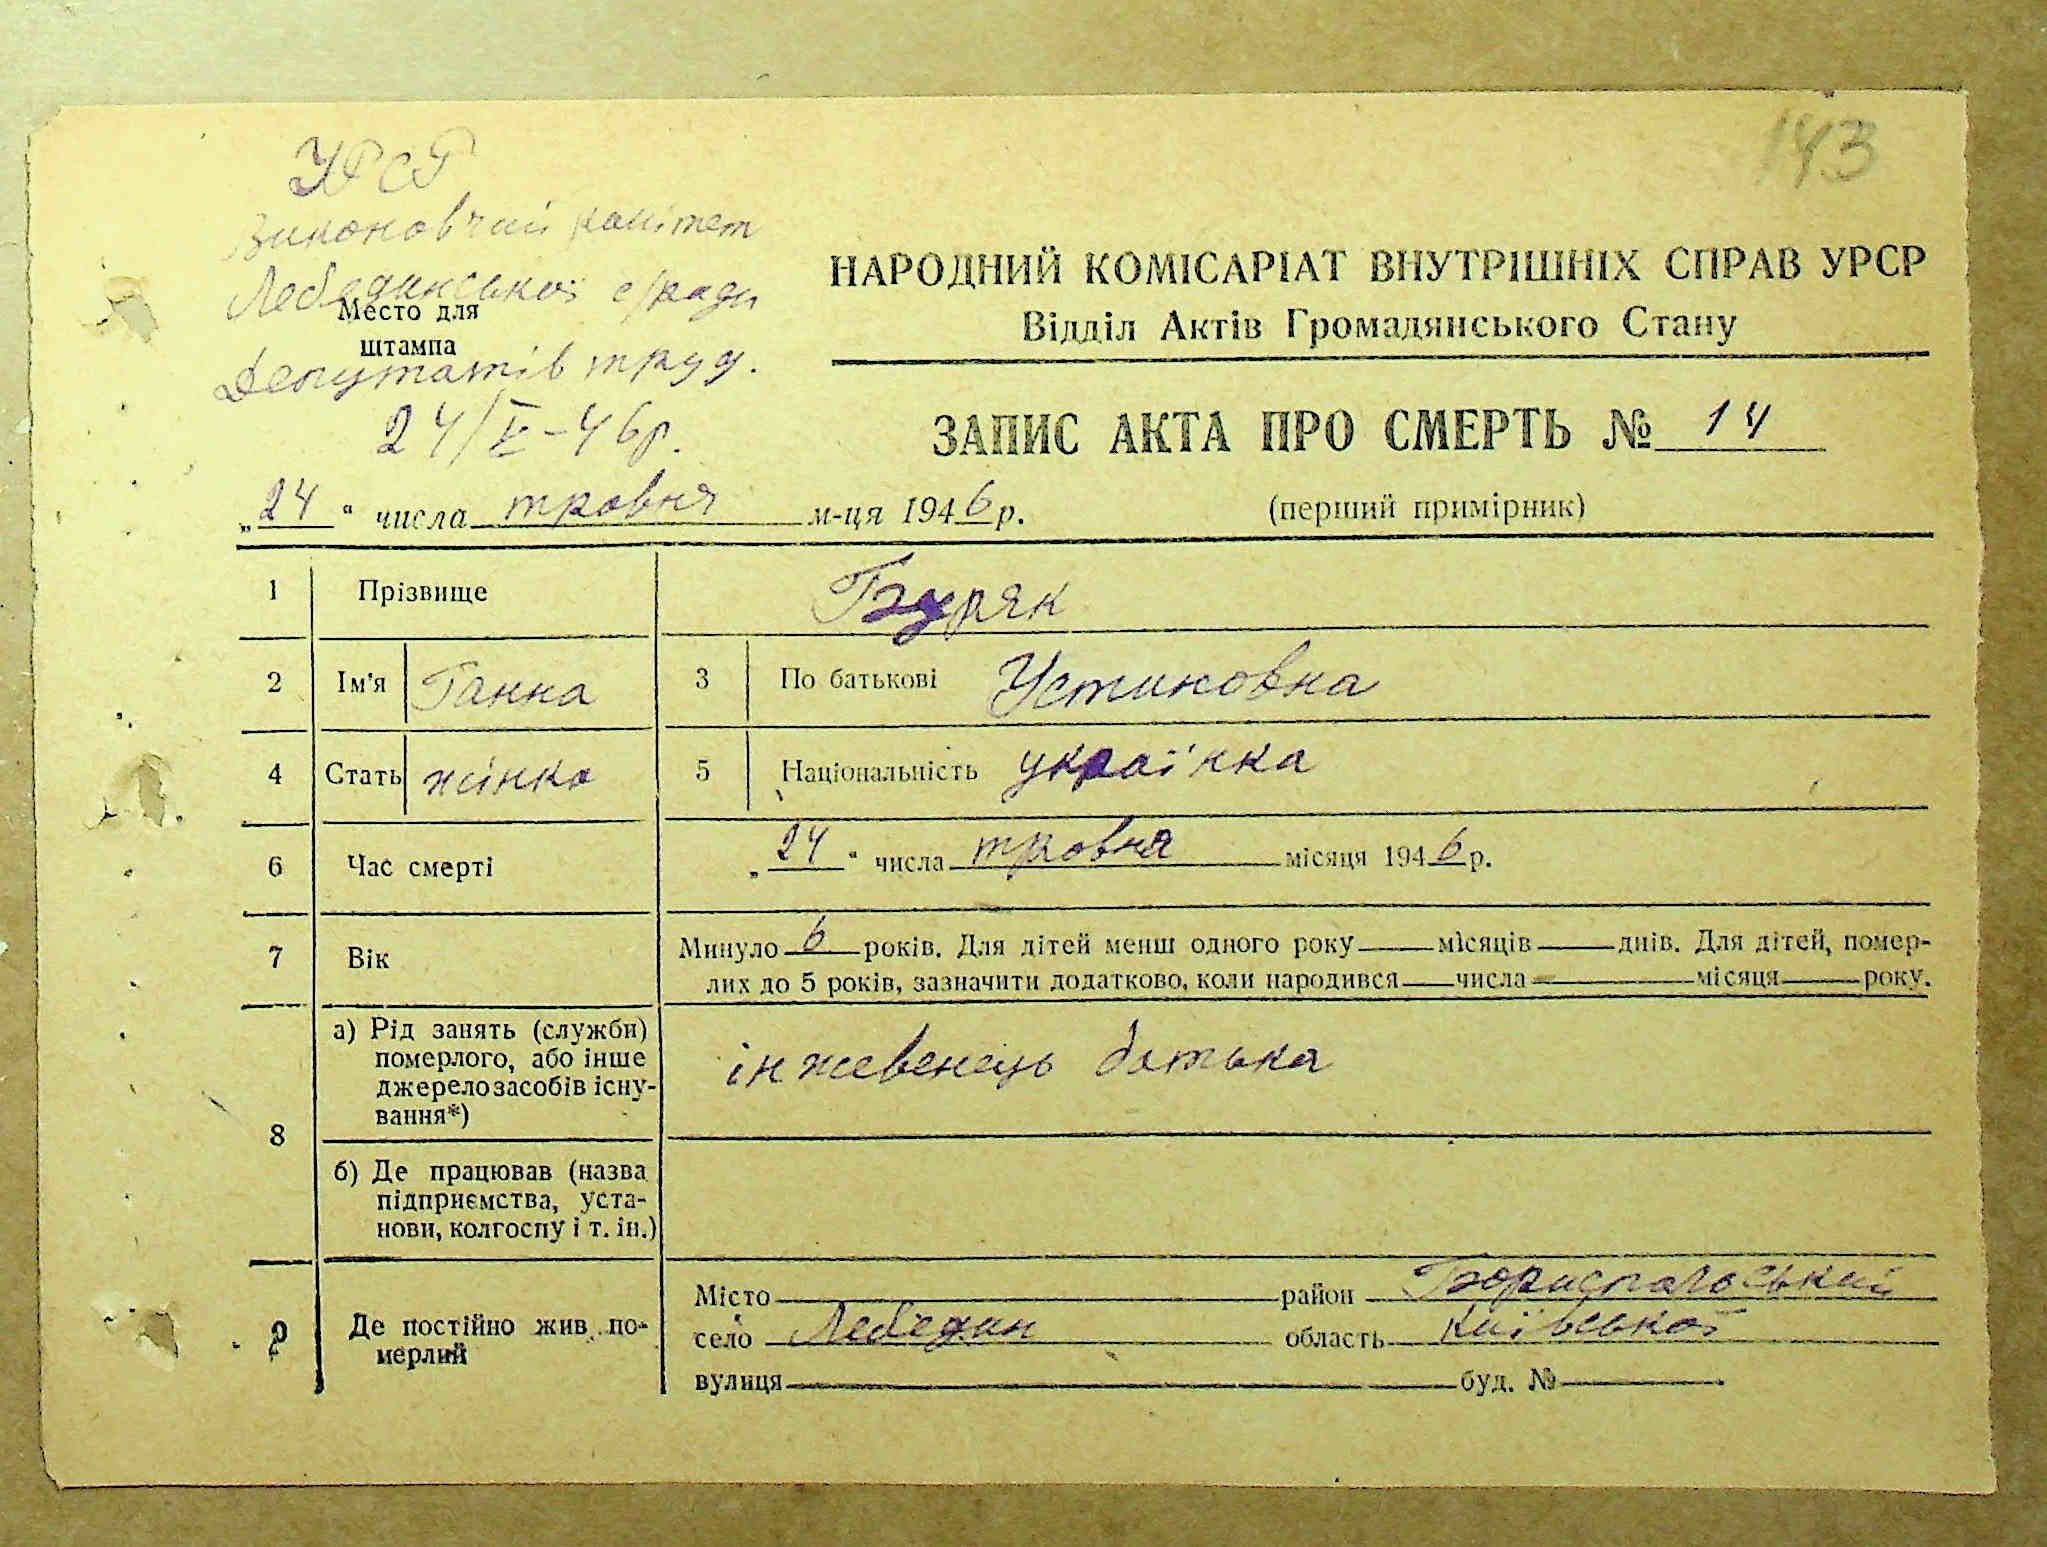 143
УРСР
Виконовчий комітет
Лебединської с/ради
Место для
штампа
Депутатів труд.
24/V-46р.
НАРОДНИЙ КОМІСАРІАТ ВНУТРІШНІХ СПРАВ УРСР
Відділ Актів Громадянського Стану
ЗАПИС АКТА ПРО СМЕРТЬ № 14
„24" числа тровня м-ця 1946 р.
(перший примірник)
1 Прізвище Буряк
2 Ім'я Ганна 3 По батькові Устиновна
4 Стать жінка 5 Національність українка
6 Час смерті „24" числа тровня місяця 1946 р.
7 Вік Минуло 6 років. Для дітей менш одного року — місяців — днів. Для дітей, помер-
лих до 5 років, зазначити додатково, коли народився — числа — місяця — року.
8 а) Рід занять (служби)
померлого, або інше
джерело засобів існу-
вання*)
інжевенець батька
б) Де працював (назва
підприємства, уста-
нови, колгоспу і т. ін.)
9 Де постійно жив по-
мерлий
Місто — район Бориспольський
село Лебедин область Київської
вулиця — буд. № —